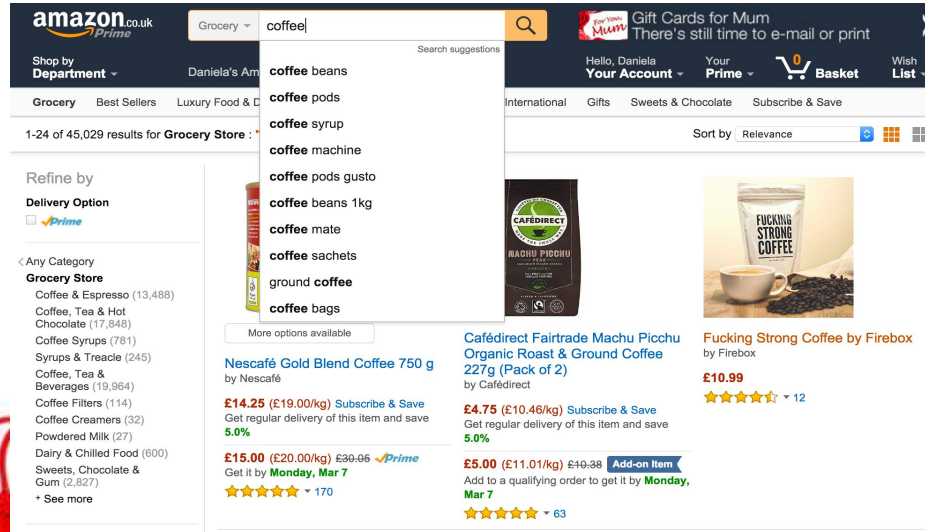 amazon.co.uk
Prime
Grocery
coffee
For You, Mum
Gift Cards for Mum
There's still time to e-mail or print
Shop by
Department
Daniela's Am
Hello, Daniela
Your Account
Your
Prime
0
Basket
Wish
List
Grocery Best Sellers Luxury Food & D
International Gifts Sweets & Chocolate Subscribe & Save
1-24 of 45,029 results for Grocery Store : "
Sort by Relevance
Search suggestions
coffee beans
coffee pods
coffee syrup
coffee machine
coffee pods gusto
coffee beans 1kg
coffee mate
coffee sachets
ground coffee
coffee bags
Refine by
Delivery Option
Prime
Any Category
Grocery Store
Coffee & Espresso (13,488)
Coffee, Tea & Hot
Chocolate (17,848)
Coffee Syrups (781)
Syrups & Treacle (245)
Coffee, Tea &
Beverages (19,964)
Coffee Filters (114)
Coffee Creamers (32)
Powdered Milk (27)
Dairy & Chilled Food (600)
Sweets, Chocolate &
Gum (2,827)
+ See more
More options available
Nescafé Gold Blend Coffee 750 g
by Nescafé
£14.25 (£19.00/kg) Subscribe & Save
Get regular delivery of this item and save
5.0%
£15.00 (£20.00/kg) £30.05 Prime
Get it by Monday, Mar 7
170
CAFÉDIRECT
MACHU PICCHU
Cafédirect Fairtrade Machu Picchu
Organic Roast & Ground Coffee
227g (Pack of 2)
by Cafédirect
£4.75 (£10.46/kg) Subscribe & Save
Get regular delivery of this item and save
5.0%
£5.00 (£11.01/kg) £10.38 Add-on Item
Add to a qualifying order to get it by Monday,
Mar 7
63
FUCKING
STRONG
COFFEE
Fucking Strong Coffee by Firebox
by Firebox
£10.99
12